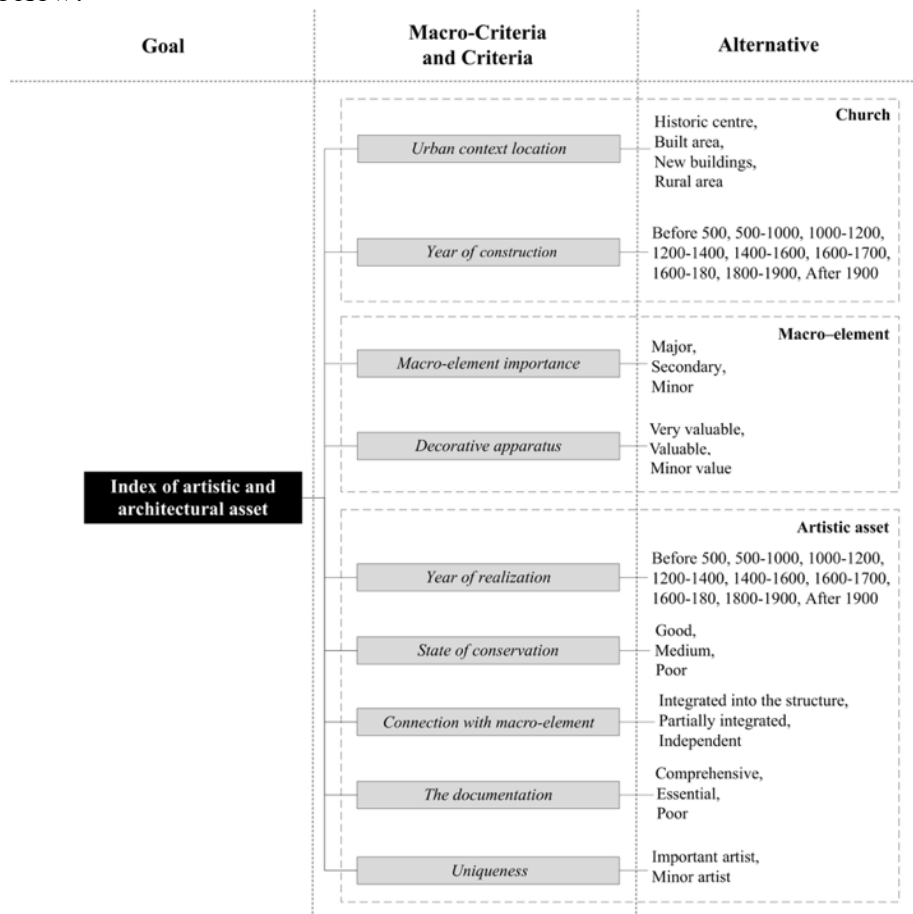 Goal
Macro-Criteria
and Criteria
Alternative
Church
Urban context location
Historic centre,
Built area,
New buildings,
Rural area
Year of construction
Before 500, 500-1000, 1000-1200,
1200-1400, 1400-1600, 1600-1700,
1600-180, 1800-1900, After 1900
Macro–element
Macro-element importance
Major,
Secondary,
Minor
Decorative apparatus
Very valuable,
Valuable,
Minor value
Index of artistic and
architectural asset
Artistic asset
Year of realization
Before 500, 500-1000, 1000-1200,
1200-1400, 1400-1600, 1600-1700,
1600-180, 1800-1900, After 1900
State of conservation
Good,
Medium,
Poor
Connection with macro-element
Integrated into the structure,
Partially integrated,
Independent
The documentation
Comprehensive,
Essential,
Poor
Uniqueness
Important artist,
Minor artist